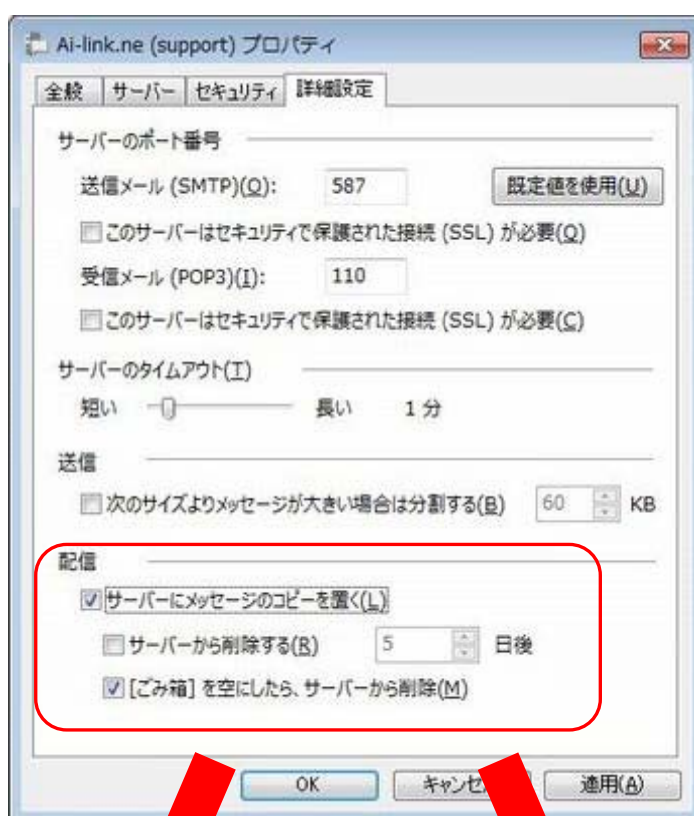 Ai-link.ne (support) プロパティ
全般 サーバー セキュリティ 詳細設定
サーバーのポート番号
送信メール (SMTP)(O): 587 既定値を使用(U)
このサーバーはセキュリティで保護された接続 (SSL) が必要(Q)
受信メール (POP3)(I): 110
このサーバーはセキュリティで保護された接続 (SSL) が必要(C)
サーバーのタイムアウト(T)
短い 長い 1 分
送信
次のサイズよりメッセージが大きい場合は分割する(B) 60 KB
配信
サーバーにメッセージのコピーを置く(L)
サーバーから削除する(R) 5 日後
[ごみ箱] を空にしたら、サーバーから削除(M)
OK キャンセ 適用(A)